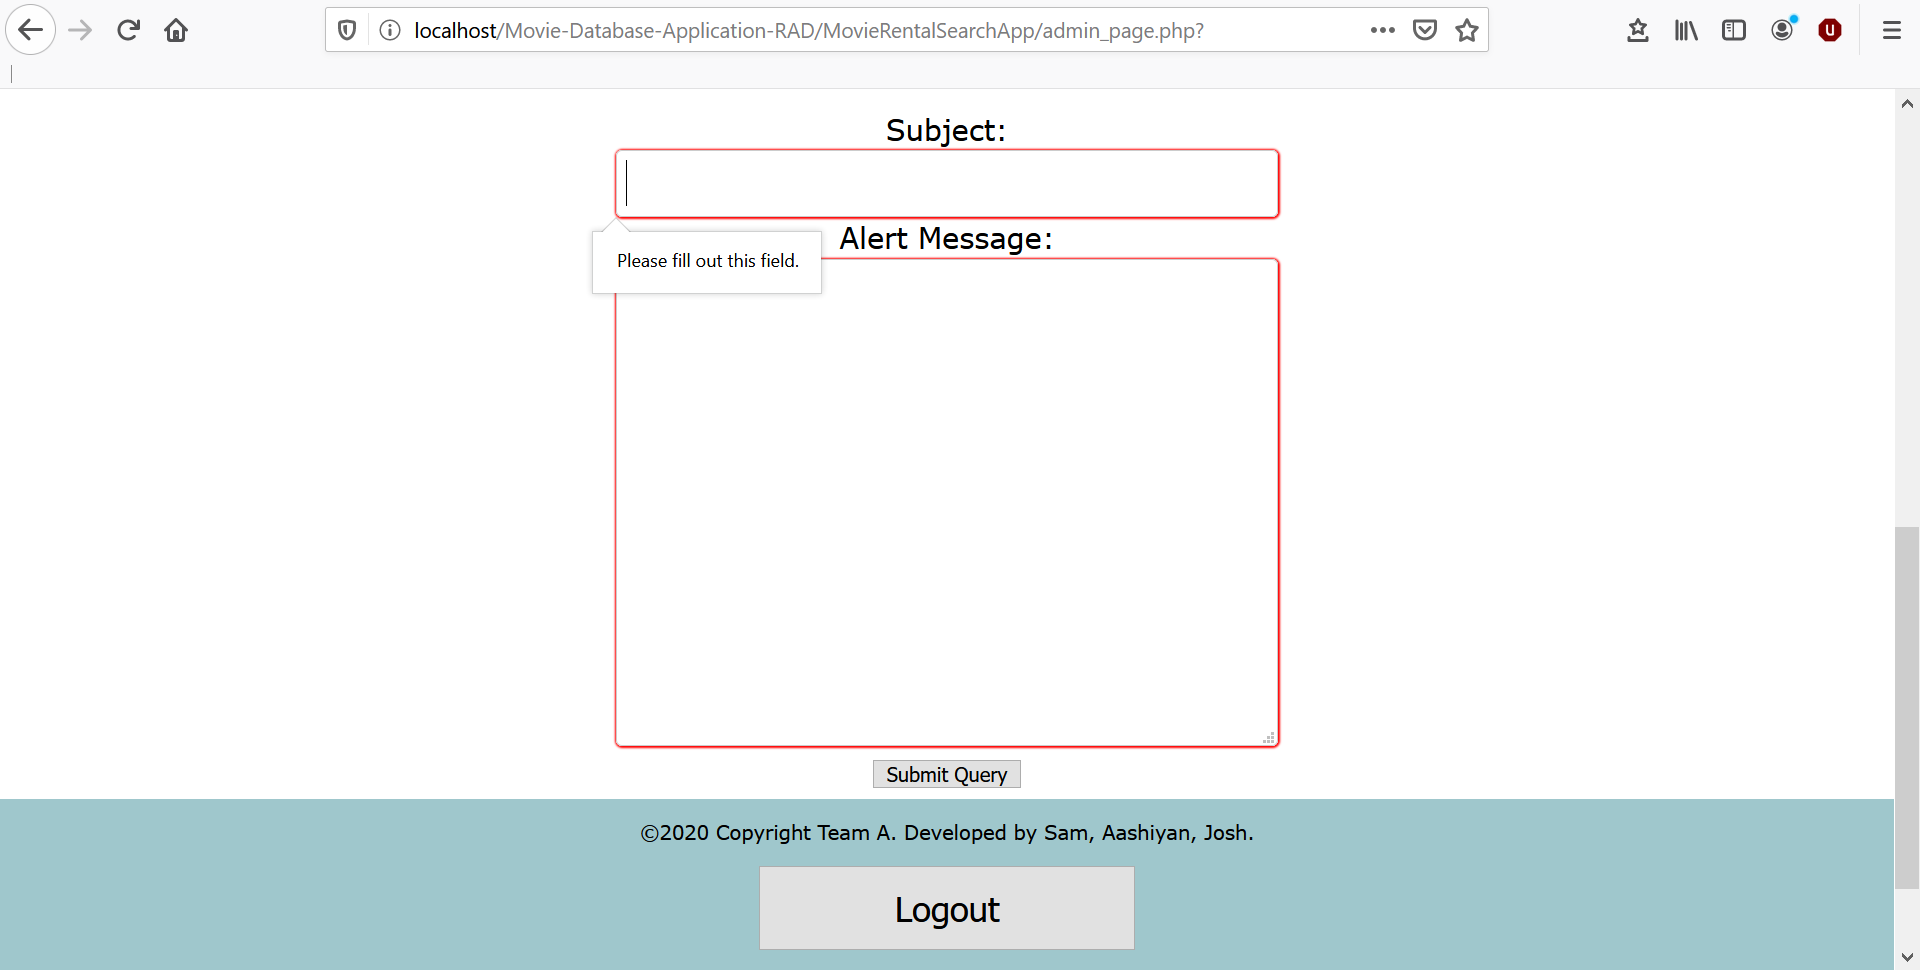 localhost/Movie-Database-Application-RAD/MovieRentalSearchApp/admin_page.php?
Subject:
Alert Message:
Please fill out this field.
Submit Query
©2020 Copyright Team A. Developed by Sam, Aashiyan, Josh.
Logout